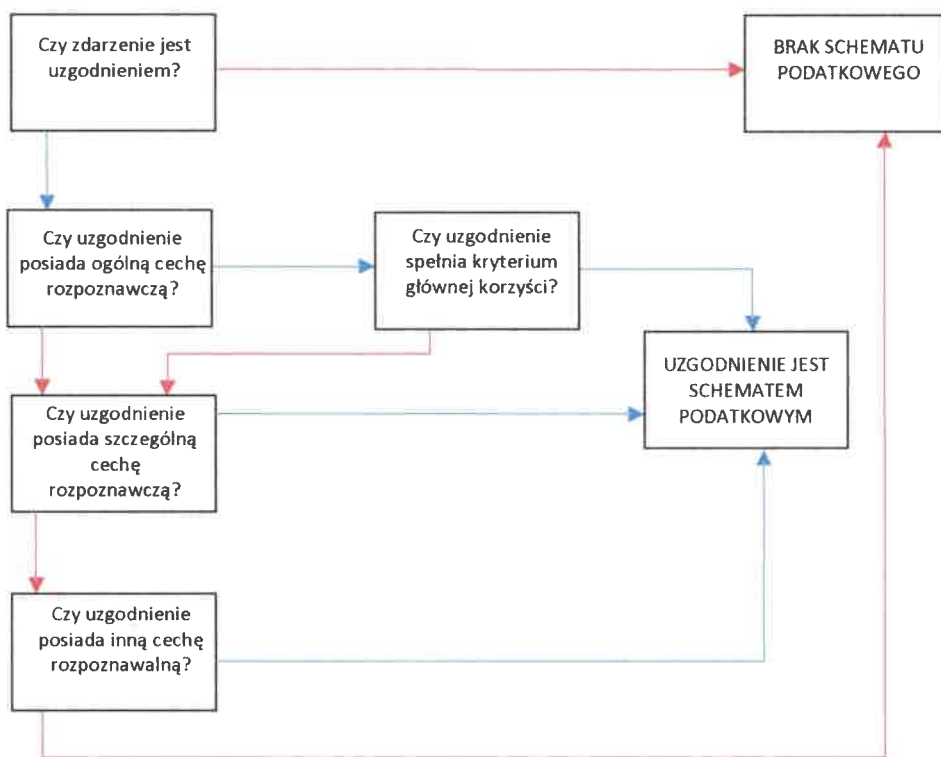 Czy zdarzenie jest
uzgodnieniem?
BRAK SCHEMATU
PODATKOWEGO
Czy uzgodnienie
posiada ogólną cechę
rozpoznawczą?
Czy uzgodnienie
spełnia kryterium
głównej korzyści?
UZGODNIENIE JEST
SCHEMATEM
PODATKOWYM
Czy uzgodnienie
posiada szczególną
cechę
rozpoznawczą?
Czy uzgodnienie
posiada inną cechę
rozpoznawalną?